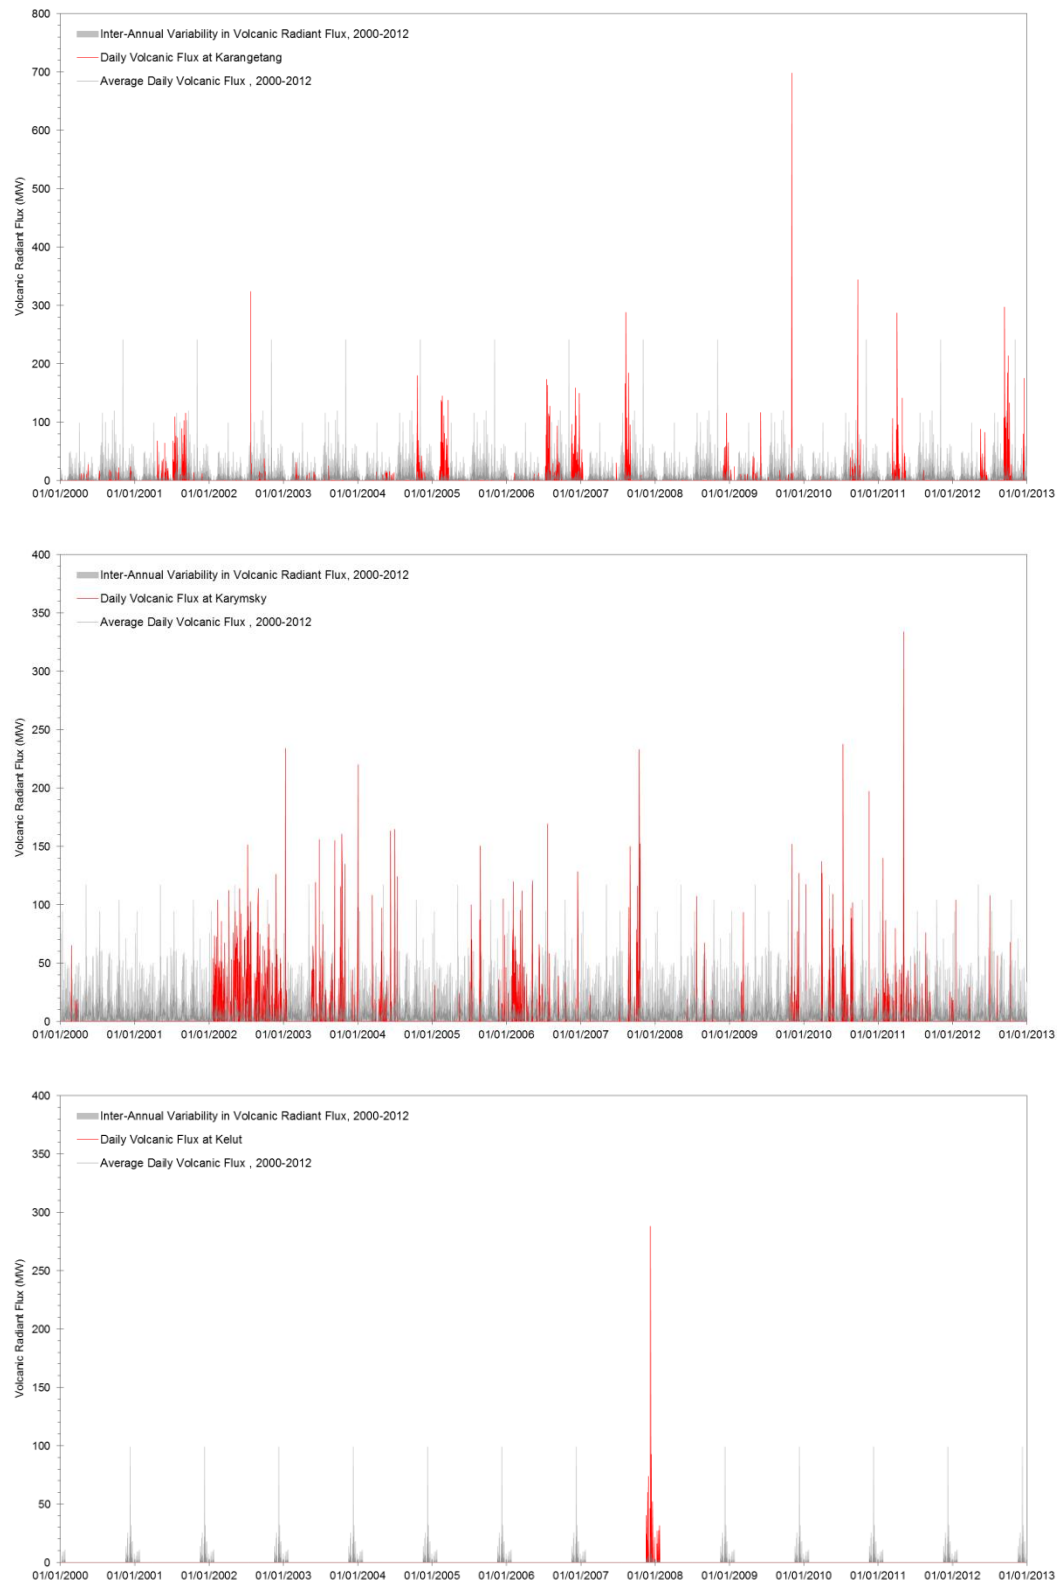 800
700
600
500
400
300
200
100
0
Volcanic Radiant Flux (MW)
Inter-Annual Variability in Volcanic Radiant Flux, 2000-2012
Daily Volcanic Flux at Karangetang
Average Daily Volcanic Flux , 2000-2012
01/01/2000 01/01/2001 01/01/2002 01/01/2003 01/01/2004 01/01/2005 01/01/2006 01/01/2007 01/01/2008 01/01/2009 01/01/2010 01/01/2011 01/01/2012 01/01/2013
400
350
300
250
200
150
100
50
0
Volcanic Radiant Flux (MW)
Inter-Annual Variability in Volcanic Radiant Flux, 2000-2012
Daily Volcanic Flux at Karymsky
Average Daily Volcanic Flux , 2000-2012
01/01/2000 01/01/2001 01/01/2002 01/01/2003 01/01/2004 01/01/2005 01/01/2006 01/01/2007 01/01/2008 01/01/2009 01/01/2010 01/01/2011 01/01/2012 01/01/2013
400
350
300
250
200
150
100
50
0
Volcanic Radiant Flux (MW)
Inter-Annual Variability in Volcanic Radiant Flux, 2000-2012
Daily Volcanic Flux at Kelut
Average Daily Volcanic Flux , 2000-2012
01/01/2000 01/01/2001 01/01/2002 01/01/2003 01/01/2004 01/01/2005 01/01/2006 01/01/2007 01/01/2008 01/01/2009 01/01/2010 01/01/2011 01/01/2012 01/01/2013